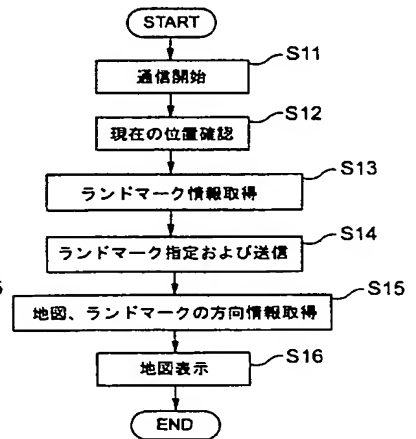 START
S11
通信開始
S12
現在の位置確認
S13
ランドマーク情報取得
S14
ランドマーク指定および送信
S15
地図、ランドマークの方向情報取得
S16
地図表示
END